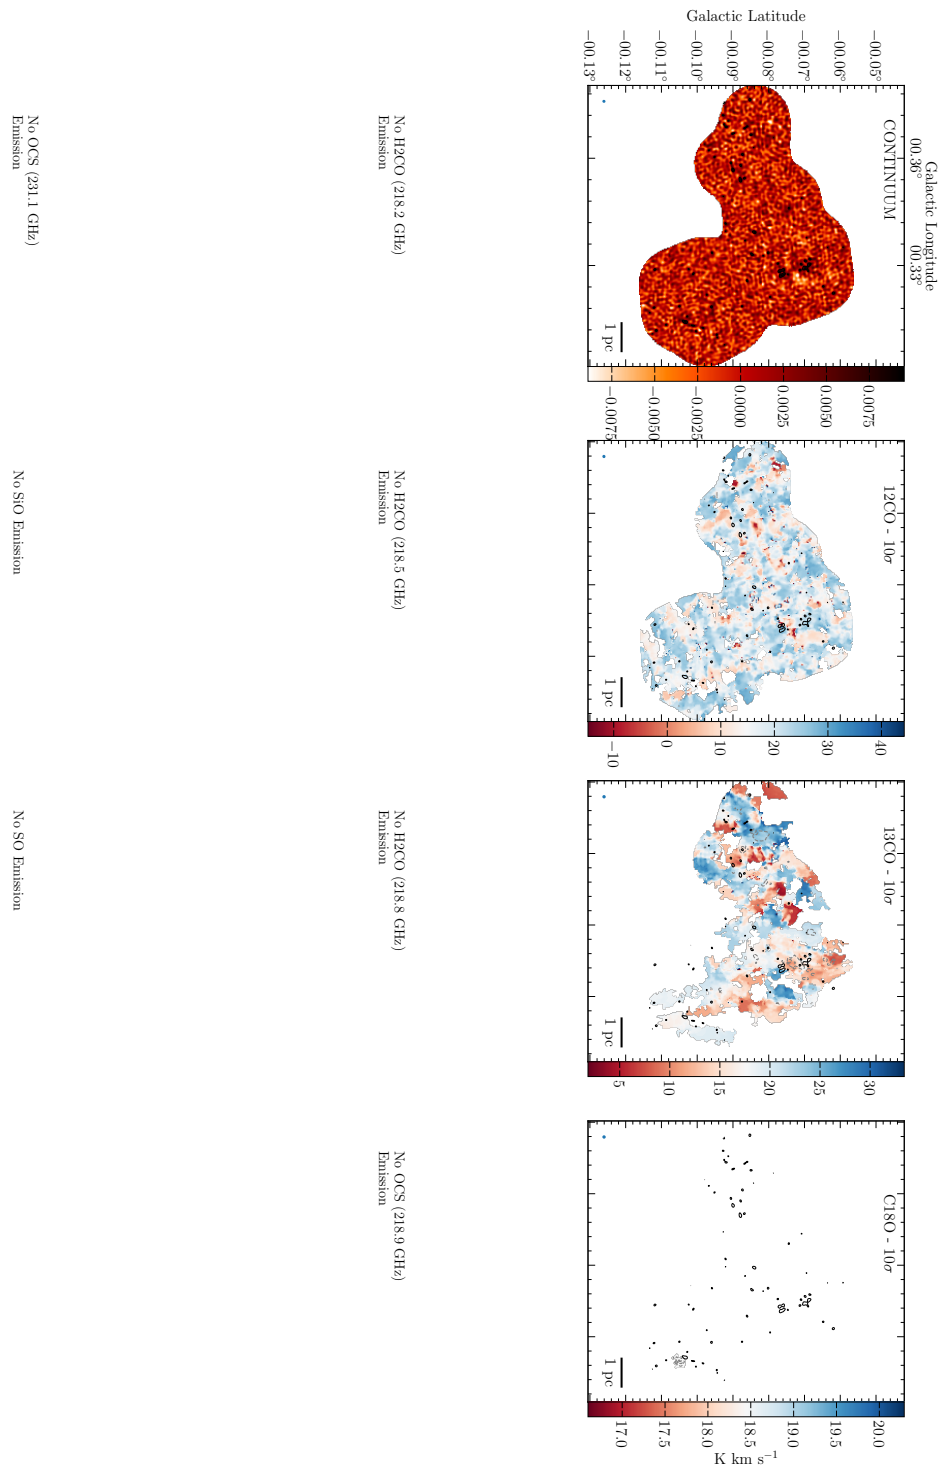 Galactic Longitude
00.36°
00.33°
Galactic Latitude
−00.05°
−00.06°
−00.07°
−00.08°
−00.09°
−00.10°
−00.11°
−00.12°
−00.13°
CONTINUUM
1 pc
0.0075
0.0050
0.0025
0.0000
−0.0025
−0.0050
−0.0075
12CO - 10σ
1 pc
40
30
20
10
0
−10
13CO - 10σ
1 pc
30
25
20
15
10
5
C18O - 10σ
1 pc
20.0
19.5
19.0
18.5
18.0
17.5
17.0
K km s⁻¹
No H2CO (218.2 GHz)
Emission
No H2CO (218.5 GHz)
Emission
No H2CO (218.8 GHz)
Emission
No OCS (218.9 GHz)
Emission
No OCS (231.1 GHz)
Emission
No SiO Emission
No SO Emission